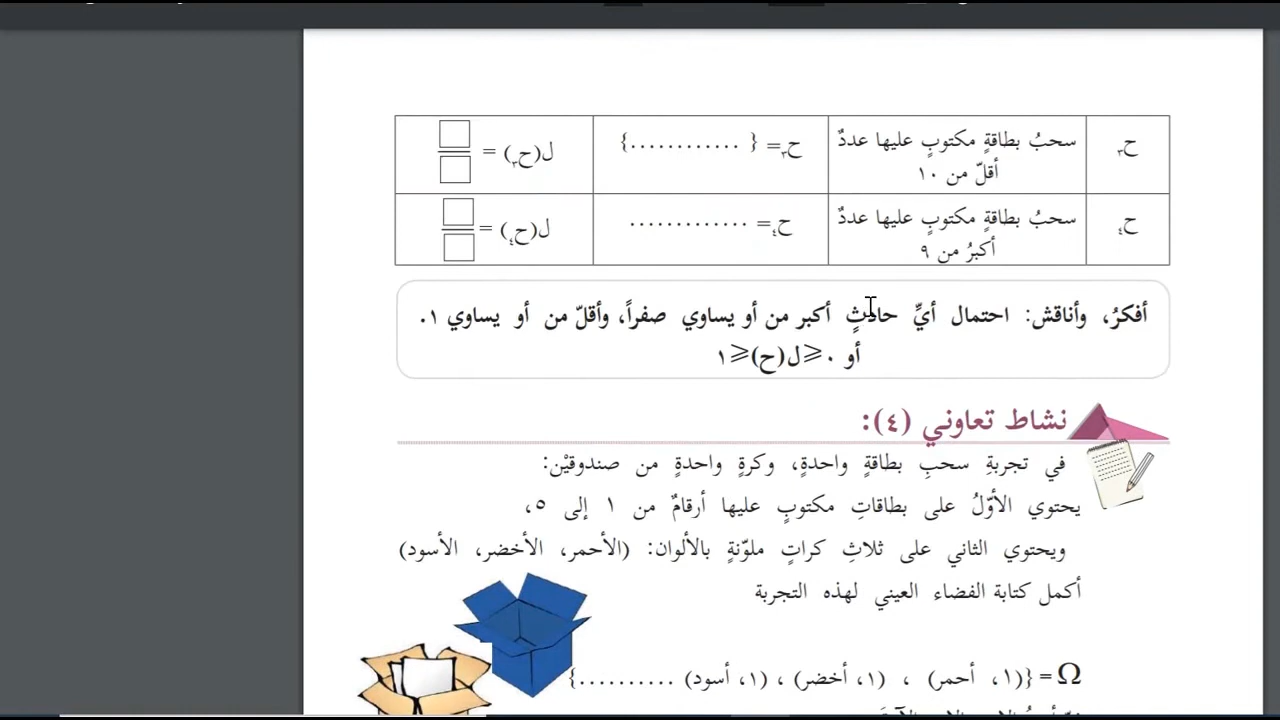 ح٣ سحبُ بطاقةٍ مكتوبٍ عليها عددٌ أقلّ من ١٠ ح٣= { ............ } ل(ح٣) =
ح٤ سحبُ بطاقةٍ مكتوبٍ عليها عددٌ أكبرُ من ٩ ح٤= ............. ل(ح٤) =
أفكرُ، وأناقش: احتمال أيِّ حادثٍ أكبر من أو يساوي صفراً، وأقلّ من أو يساوي ١.
أو ٠⩽ل(ح)⩽١
نشاط تعاوني (٤):
في تجربةِ سحبِ بطاقةٍ واحدةٍ، وكرةٍ واحدةٍ من صندوقيْن:
يحتوي الأوّلُ على بطاقاتِ مكتوبٍ عليها أرقامٌ من ١ إلى ٥،
ويحتوي الثاني على ثلاثِ كراتٍ ملوّنةٍ بالألوان: (الأحمر، الأخضر، الأسود)
أكمل كتابة الفضاء العيني لهذه التجربة
Ω = {(١، أحمر) ، (١، أخضر) ، (١، أسود) ..........}